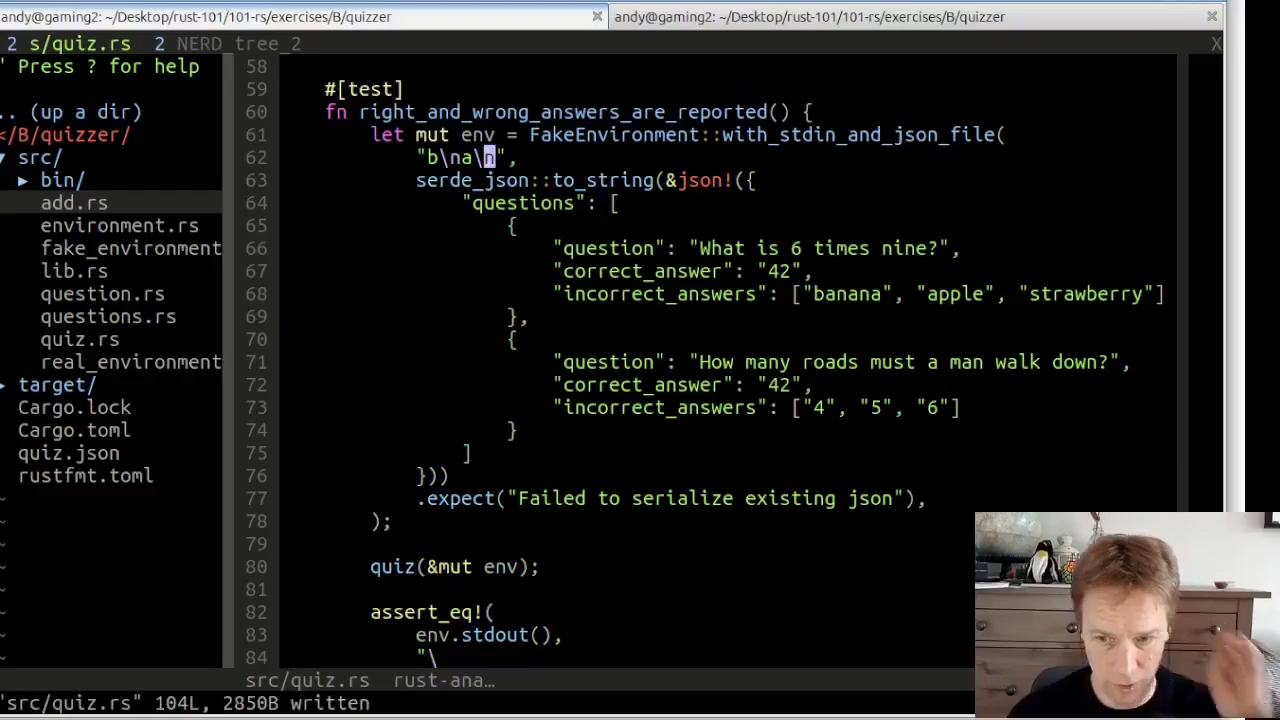 andy@gaming2: ~/Desktop/rust-101/101-rs/exercises/B/quizzer
andy@gaming2: ~/Desktop/rust-101/101-rs/exercises/B/quizzer
2 s/quiz.rs 2 NERD_tree_2 X
" Press ? for help
.. (up a dir)
</B/quizzer/
▼ src/
▶ bin/
add.rs
environment.rs
fake_environment
lib.rs
question.rs
questions.rs
quiz.rs
real_environment
▶ target/
Cargo.lock
Cargo.toml
quiz.json
rustfmt.toml
~
~
~
~
~
~
~
~
58
59 #[test]
60 fn right_and_wrong_answers_are_reported() {
61 let mut env = FakeEnvironment::with_stdin_and_json_file(
62 "b\na\n",
63 serde_json::to_string(&json!({
64 "questions": [
65 {
66 "question": "What is 6 times nine?",
67 "correct_answer": "42",
68 "incorrect_answers": ["banana", "apple", "strawberry"]
69 },
70 {
71 "question": "How many roads must a man walk down?",
72 "correct_answer": "42",
73 "incorrect_answers": ["4", "5", "6"]
74 }
75 ]
76 }))
77 .expect("Failed to serialize existing json"),
78 );
79
80 quiz(&mut env);
81
82 assert_eq!(
83 env.stdout(),
84 "\
src/quiz.rs rust-ana…
"src/quiz.rs" 104L, 2850B written